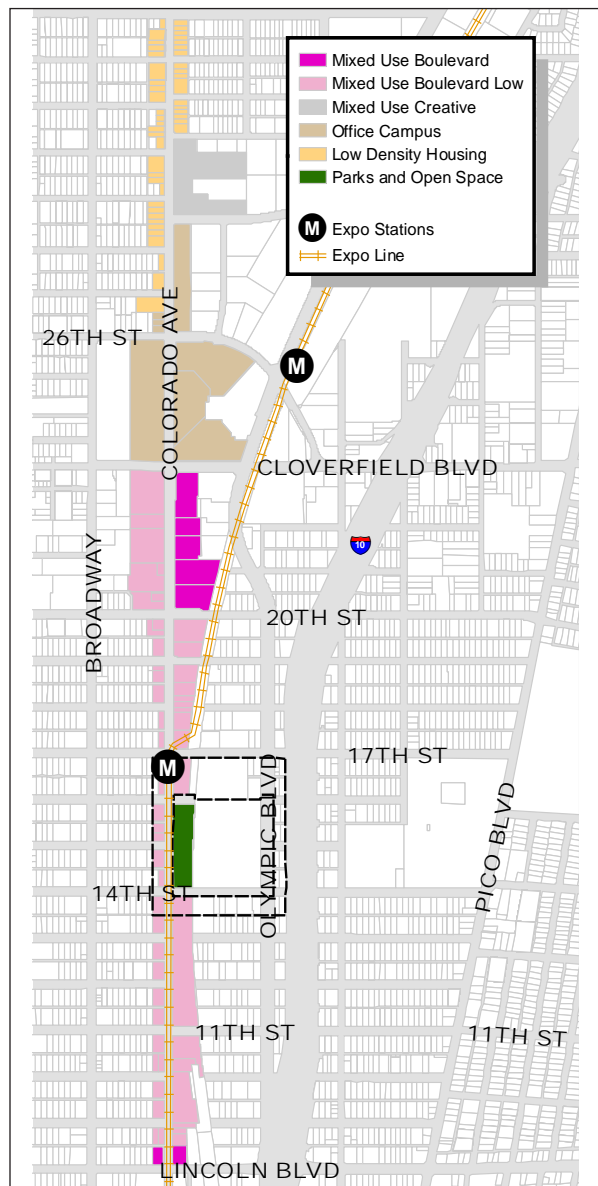 Mixed Use Boulevard
Mixed Use Boulevard Low
Mixed Use Creative
Office Campus
Low Density Housing
Parks and Open Space
M Expo Stations
Expo Line
26TH ST
COLORADO AVE
M
CLOVERFIELD BLVD
10
BROADWAY
20TH ST
17TH ST
M
OLYMPIC BLVD
PICO BLVD
14TH ST
11TH ST
11TH ST
LINCOLN BLVD